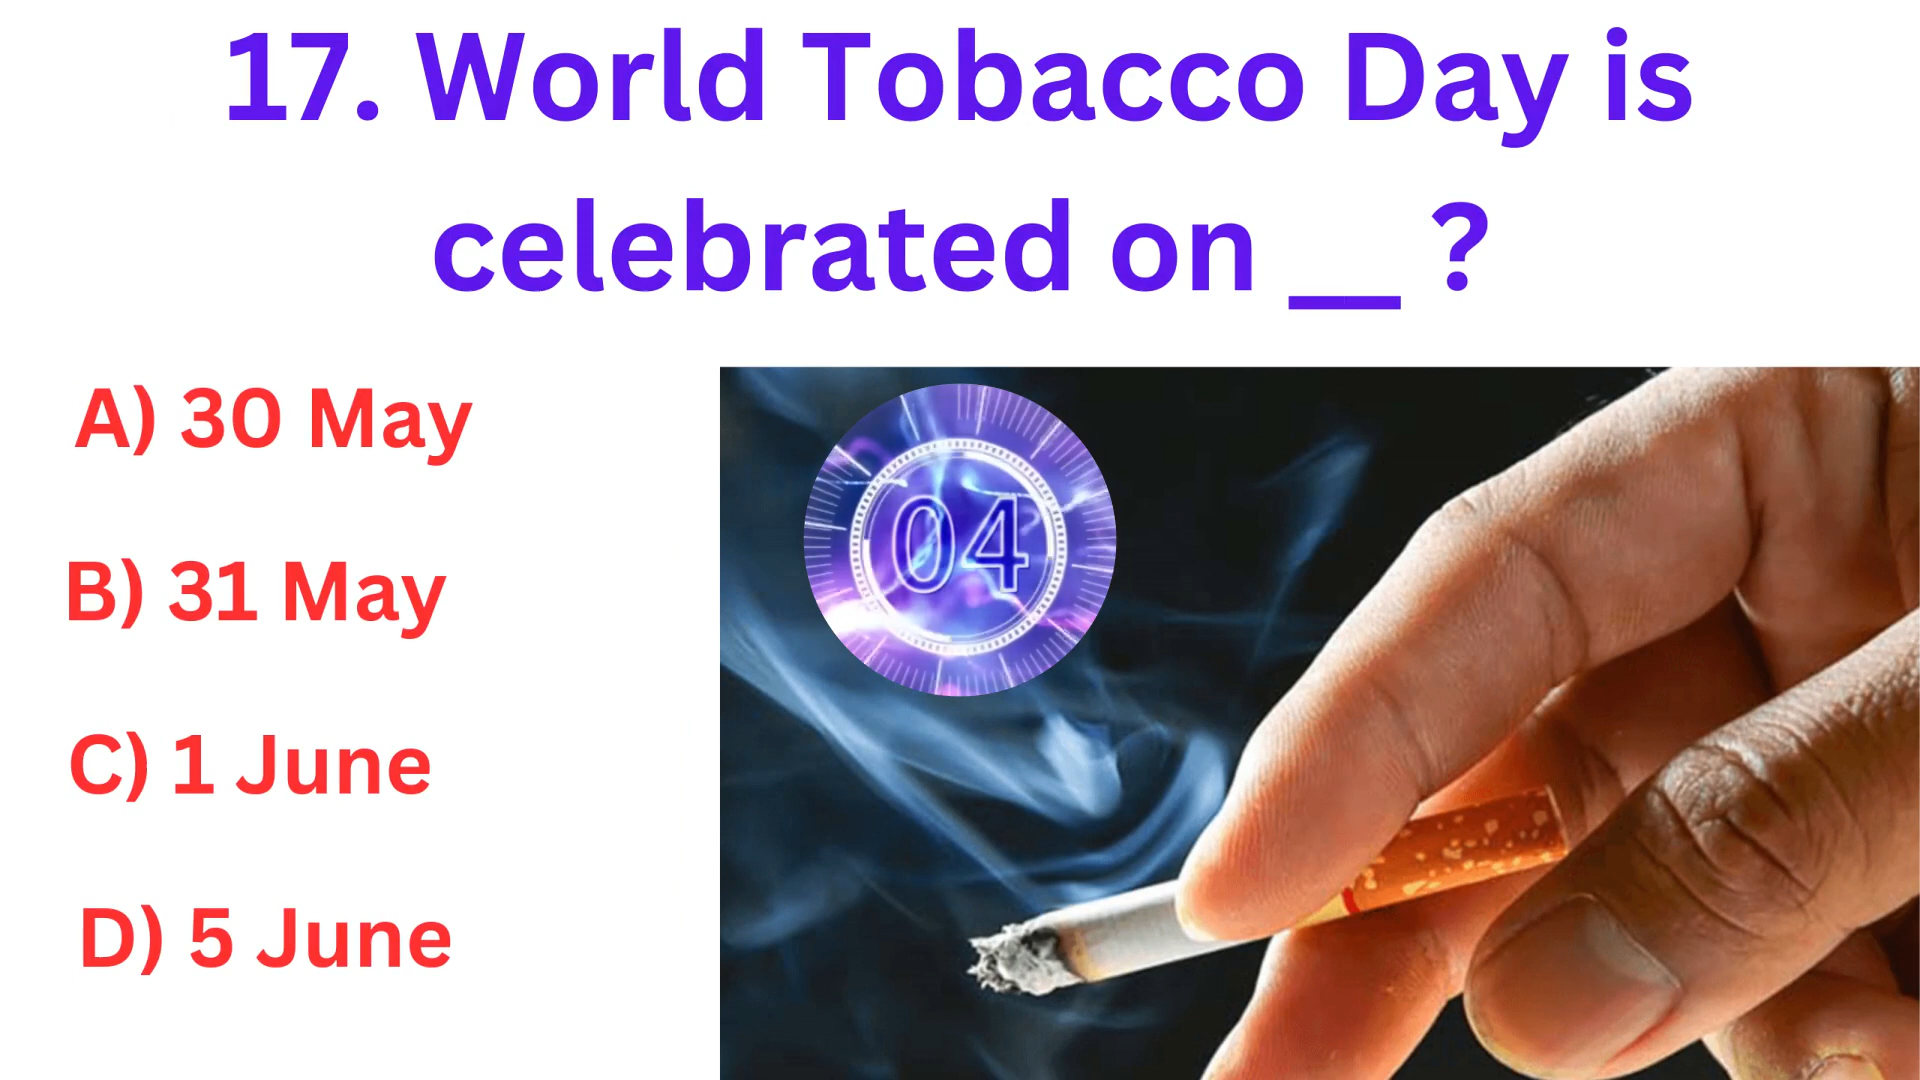 17. World Tobacco Day is
celebrated on __ ?
A) 30 May
04
B) 31 May
C) 1 June
D) 5 June